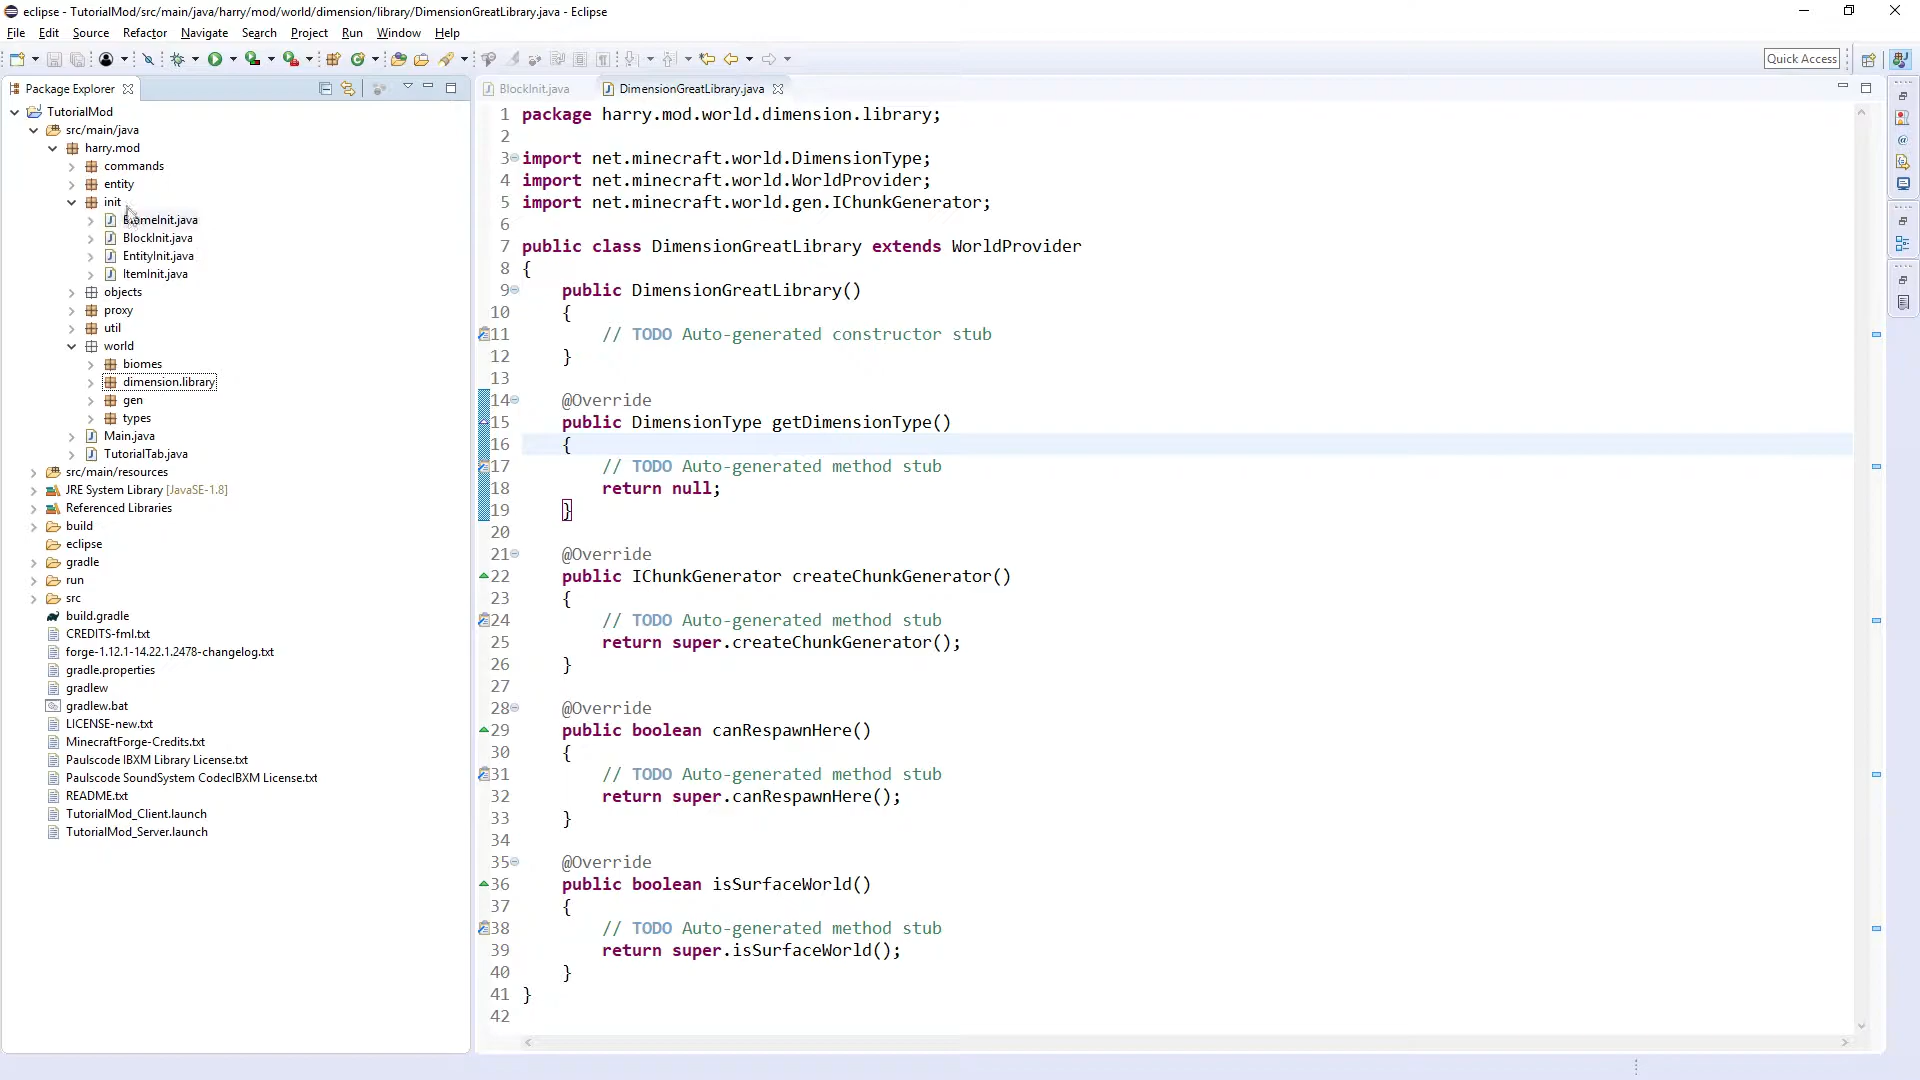 eclipse - TutorialMod/src/main/java/harry/mod/world/dimension/library/DimensionGreatLibrary.java - Eclipse
File Edit Source Refactor Navigate Search Project Run Window Help
Quick Access
Package Explorer
TutorialMod
src/main/java
harry.mod
commands
entity
init
BiomeInit.java
BlockInit.java
EntityInit.java
ItemInit.java
objects
proxy
util
world
biomes
dimension.library
gen
types
Main.java
TutorialTab.java
src/main/resources
JRE System Library [JavaSE-1.8]
Referenced Libraries
build
eclipse
gradle
run
src
build.gradle
CREDITS-fml.txt
forge-1.12.1-14.22.1.2478-changelog.txt
gradle.properties
gradlew
gradlew.bat
LICENSE-new.txt
MinecraftForge-Credits.txt
Paulscode IBXM Library License.txt
Paulscode SoundSystem CodecIBXM License.txt
README.txt
TutorialMod_Client.launch
TutorialMod_Server.launch
BlockInit.java DimensionGreatLibrary.java
1 package harry.mod.world.dimension.library;
2
3 import net.minecraft.world.DimensionType;
4 import net.minecraft.world.WorldProvider;
5 import net.minecraft.world.gen.IChunkGenerator;
6
7 public class DimensionGreatLibrary extends WorldProvider
8 {
9 public DimensionGreatLibrary()
10 {
11 // TODO Auto-generated constructor stub
12 }
13
14 @Override
15 public DimensionType getDimensionType()
16 {
17 // TODO Auto-generated method stub
18 return null;
19 }
20
21 @Override
22 public IChunkGenerator createChunkGenerator()
23 {
24 // TODO Auto-generated method stub
25 return super.createChunkGenerator();
26 }
27
28 @Override
29 public boolean canRespawnHere()
30 {
31 // TODO Auto-generated method stub
32 return super.canRespawnHere();
33 }
34
35 @Override
36 public boolean isSurfaceWorld()
37 {
38 // TODO Auto-generated method stub
39 return super.isSurfaceWorld();
40 }
41 }
42